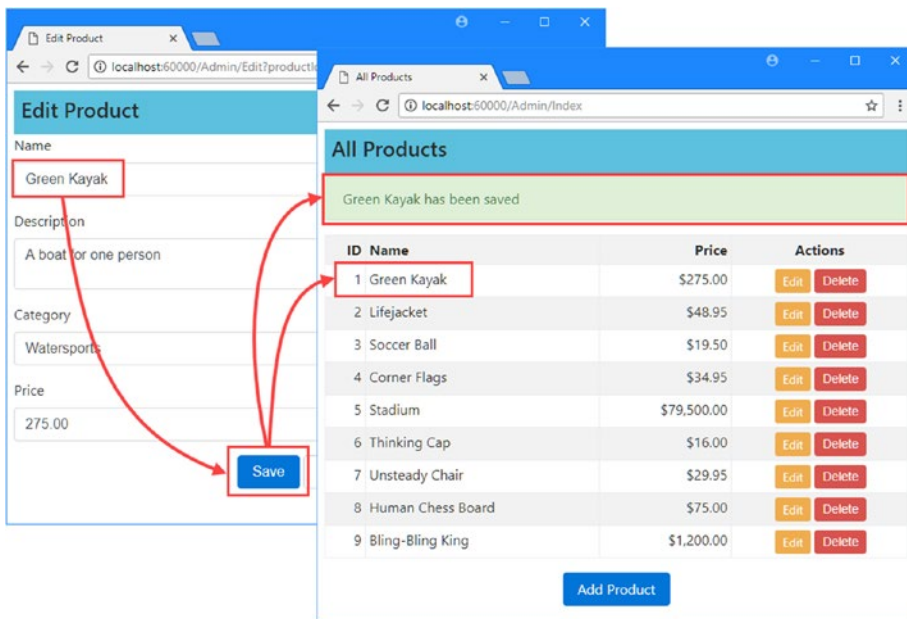 Edit Product
localhost:60000/Admin/Edit?productI
Edit Product
Name
Green Kayak
Description
A boat for one person
Category
Watersports
Price
275.00
Save
All Products
localhost:60000/Admin/Index
All Products
Green Kayak has been saved
ID Name Price Actions
1 Green Kayak $275.00 Edit Delete
2 Lifejacket $48.95 Edit Delete
3 Soccer Ball $19.50 Edit Delete
4 Corner Flags $34.95 Edit Delete
5 Stadium $79,500.00 Edit Delete
6 Thinking Cap $16.00 Edit Delete
7 Unsteady Chair $29.95 Edit Delete
8 Human Chess Board $75.00 Edit Delete
9 Bling-Bling King $1,200.00 Edit Delete
Add Product